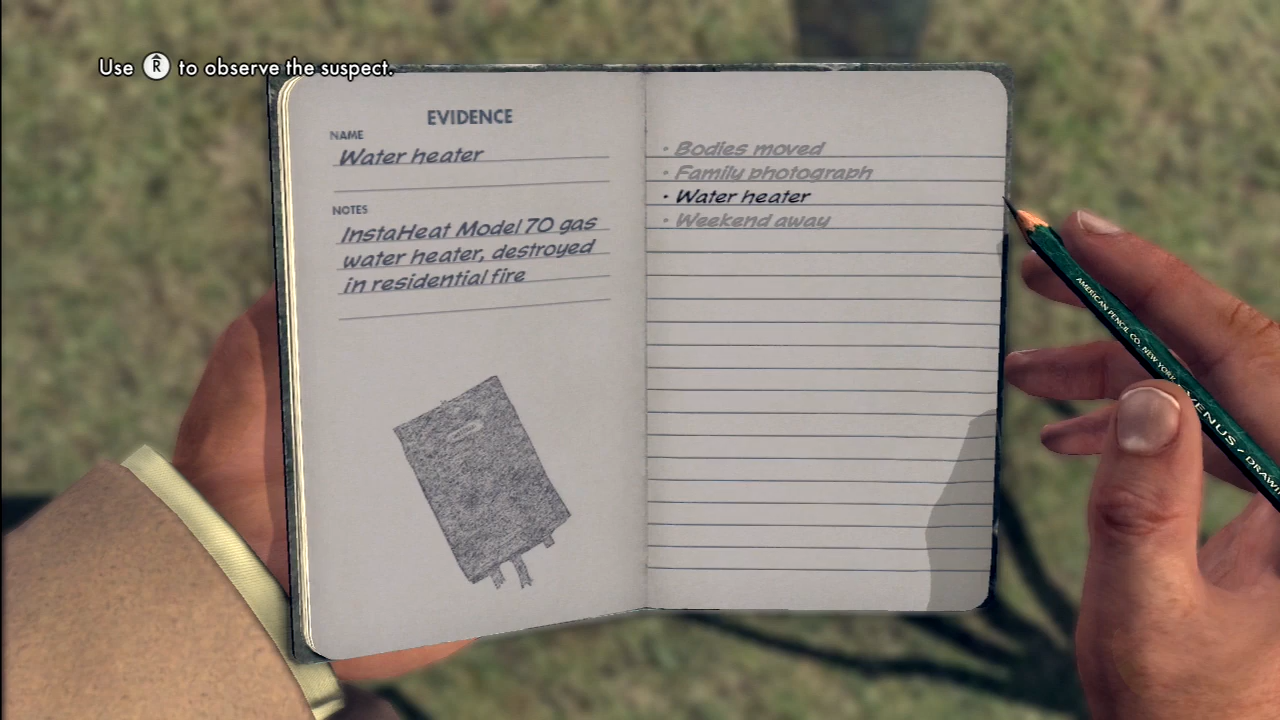 Use R to observe the suspect.
EVIDENCE
NAME
Water heater
NOTES
InstaHeat Model 70 gas
water heater, destroyed
in residential fire
• Bodies moved
• Family photograph
• Water heater
• Weekend away
AMERICAN PENCIL CO. NEW YORK
VENUS / DRAWI